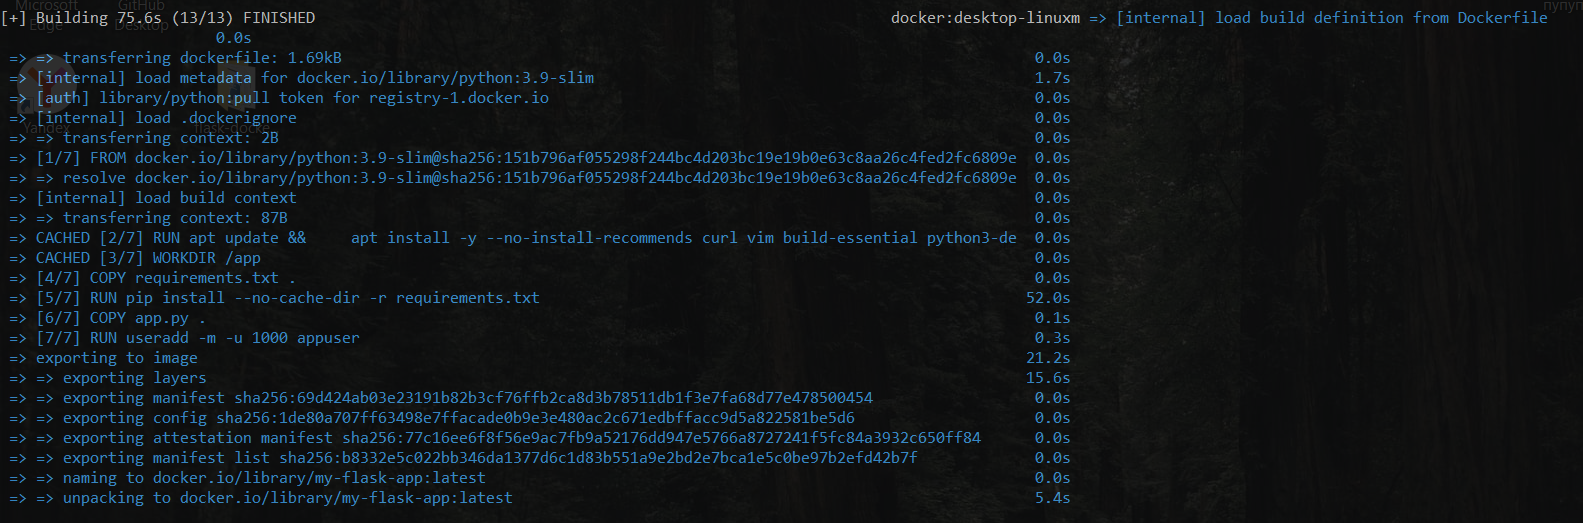 Microsoft GitHub
Edge Desktop
[+] Building 75.6s (13/13) FINISHED docker:desktop-linuxm => [internal] load build definition from Dockerfile
0.0s
=> => transferring dockerfile: 1.69kB 0.0s
=> [internal] load metadata for docker.io/library/python:3.9-slim 1.7s
=> [auth] library/python:pull token for registry-1.docker.io 0.0s
=> [internal] load .dockerignore 0.0s
Yandex flask-docke
=> => transferring context: 2B 0.0s
=> [1/7] FROM docker.io/library/python:3.9-slim@sha256:151b796af055298f244bc4d203bc19e19b0e63c8aa26c4fed2fc6809e 0.0s
=> => resolve docker.io/library/python:3.9-slim@sha256:151b796af055298f244bc4d203bc19e19b0e63c8aa26c4fed2fc6809e 0.0s
=> [internal] load build context 0.0s
=> => transferring context: 87B 0.0s
=> CACHED [2/7] RUN apt update &&     apt install -y --no-install-recommends curl vim build-essential python3-de 0.0s
=> CACHED [3/7] WORKDIR /app 0.0s
=> [4/7] COPY requirements.txt . 0.0s
=> [5/7] RUN pip install --no-cache-dir -r requirements.txt 52.0s
=> [6/7] COPY app.py . 0.1s
=> [7/7] RUN useradd -m -u 1000 appuser 0.3s
=> exporting to image 21.2s
=> => exporting layers 15.6s
=> => exporting manifest sha256:69d424ab03e23191b82b3cf76ffb2ca8d3b78511db1f3e7fa68d77e478500454 0.0s
=> => exporting config sha256:1de80a707ff63498e7ffacade0b9e3e480ac2c671edbffacc9d5a822581be5d6 0.0s
=> => exporting attestation manifest sha256:77c16ee6f8f56e9ac7fb9a52176dd947e5766a8727241f5fc84a3932c650ff84 0.0s
=> => exporting manifest list sha256:b8332e5c022bb346da1377d6c1d83b551a9e2bd2e7bca1e5c0be97b2efd42b7f 0.0s
=> => naming to docker.io/library/my-flask-app:latest 0.0s
=> => unpacking to docker.io/library/my-flask-app:latest 5.4s